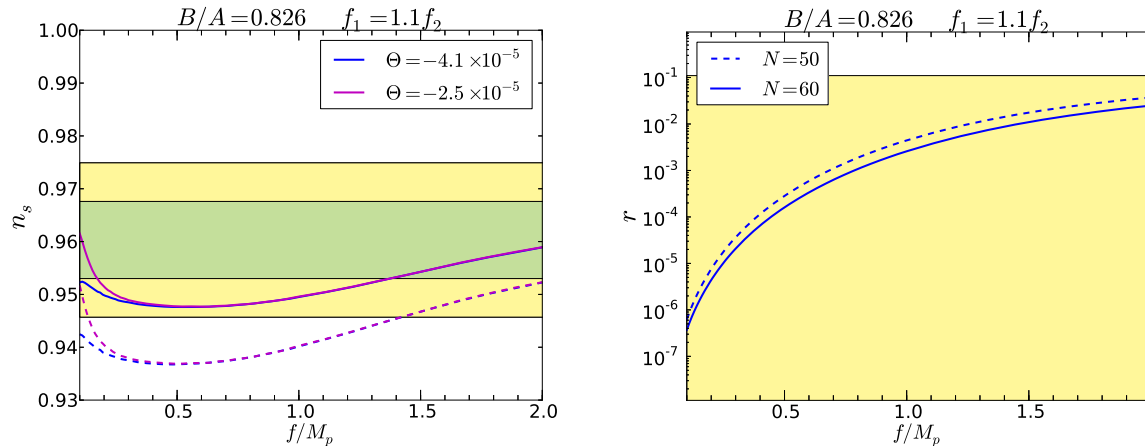 B/A=0.826 f₁=1.1f₂
1.00
0.99
0.98
0.97
0.96
0.95
0.94
0.93
nₛ
Θ=−4.1×10⁻⁵
Θ=−2.5×10⁻⁵
0.5 1.0 1.5 2.0
f/Mₚ
B/A=0.826 f₁=1.1f₂
10⁻¹
10⁻²
10⁻³
10⁻⁴
10⁻⁵
10⁻⁶
10⁻⁷
r
N=50
N=60
0.5 1.0 1.5
f/Mₚ